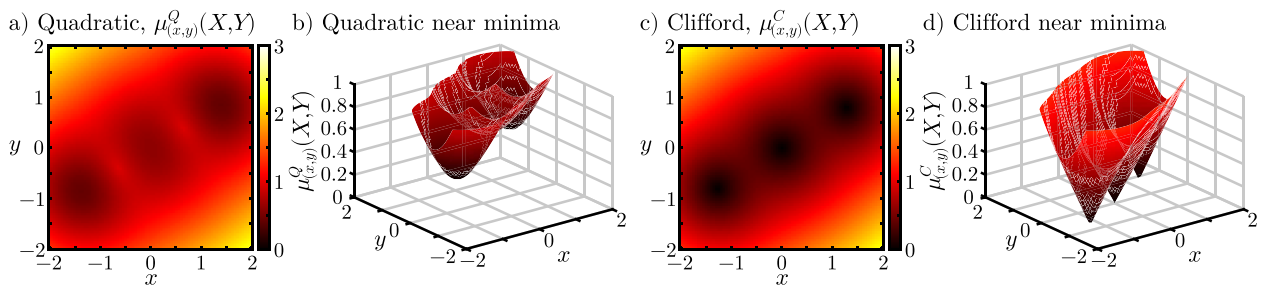 a) Quadratic, μ^Q_(x,y)(X,Y)
2
1
0
−1
−2
y
−2 −1 0 1 2
x
3
2
1
0
b) Quadratic near minima
1
0.8
0.6
0.4
0.2
0
μ^Q_(x,y)(X,Y)
2
0
−2
y
−2
0
2
x
c) Clifford, μ^C_(x,y)(X,Y)
2
1
0
−1
−2
y
−2 −1 0 1 2
x
3
2
1
0
d) Clifford near minima
1
0.8
0.6
0.4
0.2
0
μ^C_(x,y)(X,Y)
2
0
−2
y
−2
0
2
x